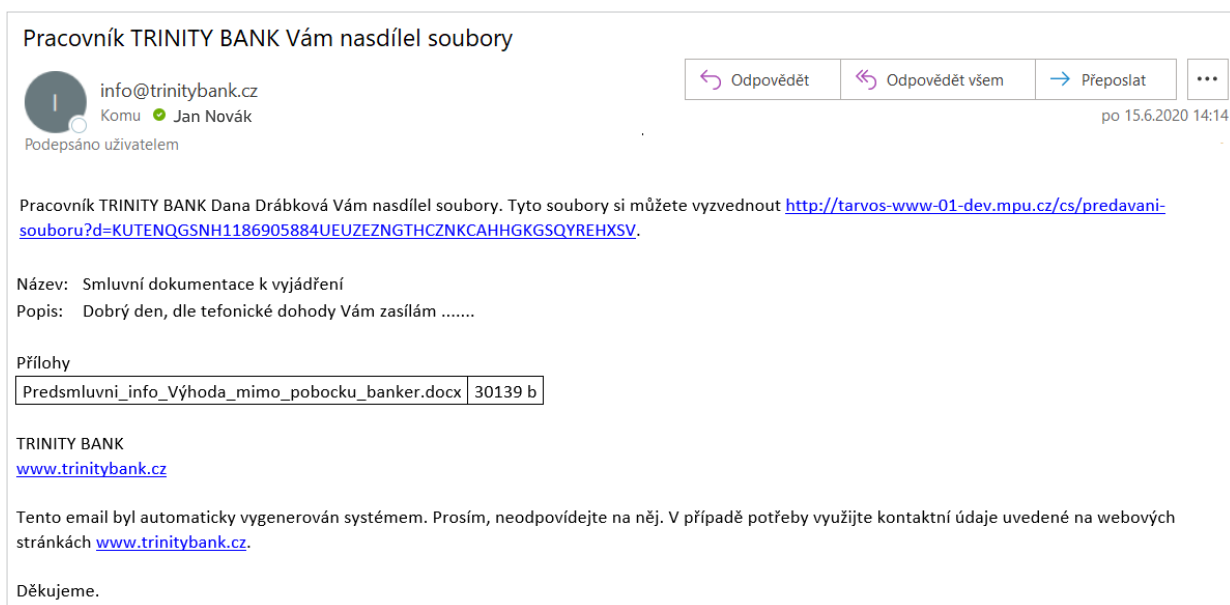 Pracovník TRINITY BANK Vám nasdílel soubory
I
info@trinitybank.cz
Komu Jan Novák
Podepsáno uživatelem
Odpovědět
Odpovědět všem
Přeposlat
...
po 15.6.2020 14:14
Pracovník TRINITY BANK Dana Drábková Vám nasdílel soubory. Tyto soubory si můžete vyzvednout http://tarvos-www-01-dev.mpu.cz/cs/predavani-
souboru?d=KUTENQGSNH1186905884UEUZEZNGTHCZNKCAHHGKGSQYREHXSV.
Název: Smluvní dokumentace k vyjádření
Popis: Dobrý den, dle tefonické dohody Vám zasílám .......
Přílohy
Predsmluvni_info_Výhoda_mimo_pobocku_banker.docx 30139 b
TRINITY BANK
www.trinitybank.cz
Tento email byl automaticky vygenerován systémem. Prosím, neodpovídejte na něj. V případě potřeby využijte kontaktní údaje uvedené na webových
stránkách www.trinitybank.cz.
Děkujeme.